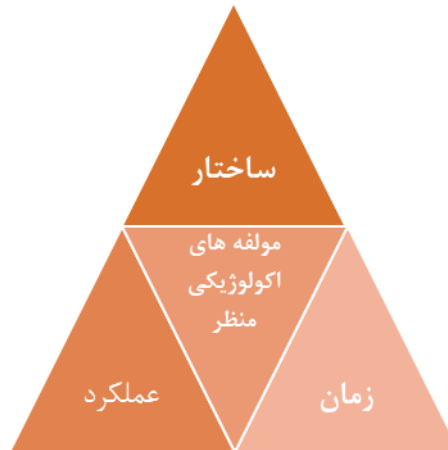 ساختار
مولفه های
اکولوژیکی
منظر
عملکرد
زمان